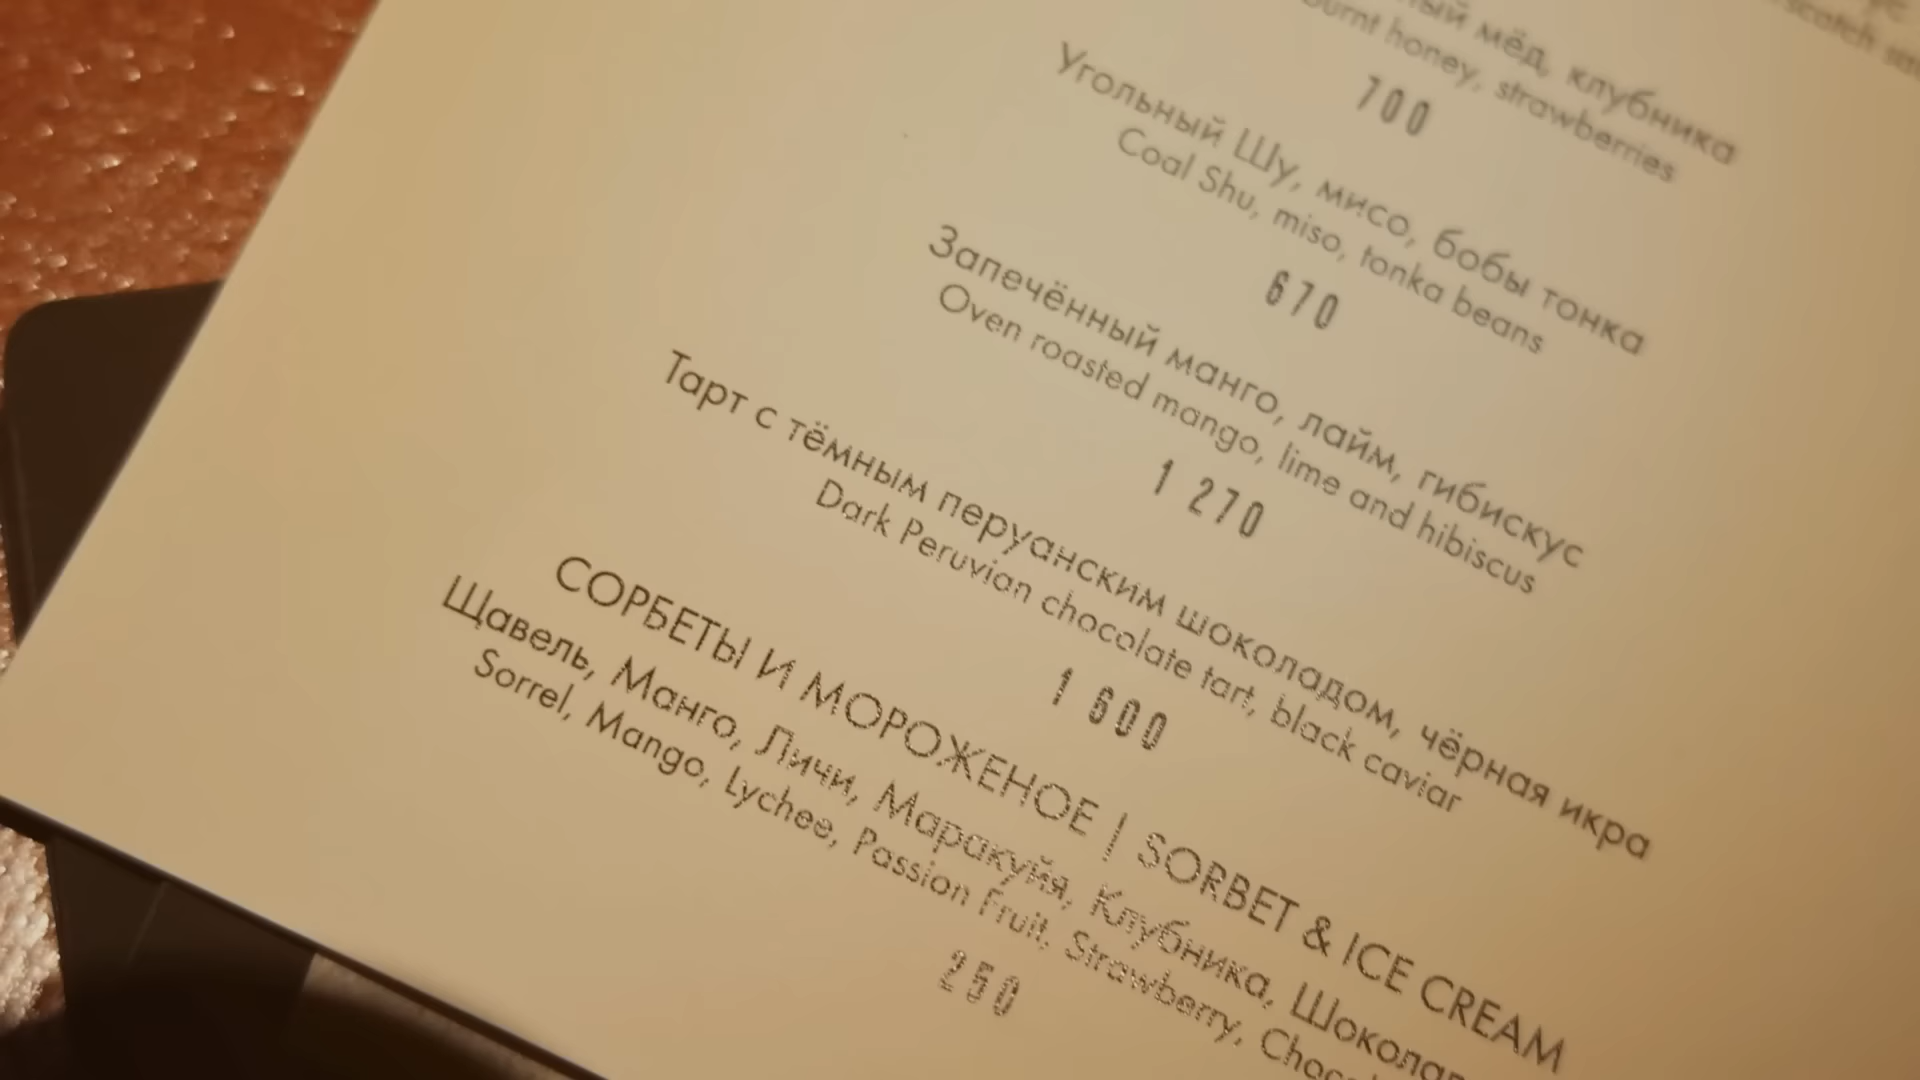 scotch
мёд, клубника
burnt honey, strawberries
700
Угольный Шу, мисо, бобы тонка
Coal Shu, miso, tonka beans
670
Запечённый манго, лайм, гибискус
Oven roasted mango, lime and hibiscus
1 270
Тарт с тёмным перуанским шоколадом, чёрная икра
Dark Peruvian chocolate tart, black caviar
1 600
СОРБЕТЫ И МОРОЖЕНОЕ | SORBET & ICE CREAM
Щавель, Манго, Личи, Маракуйя, Клубника, Шоколад
Sorrel, Mango, Lychee, Passion Fruit, Strawberry, Choc
250